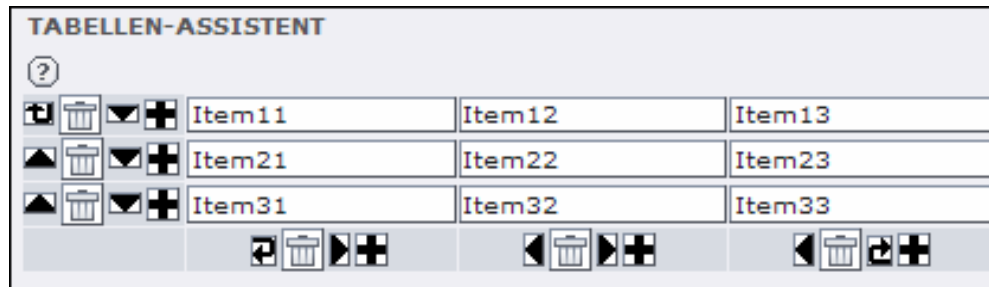 TABELLEN-ASSISTENT
?
Item11 Item12 Item13
Item21 Item22 Item23
Item31 Item32 Item33